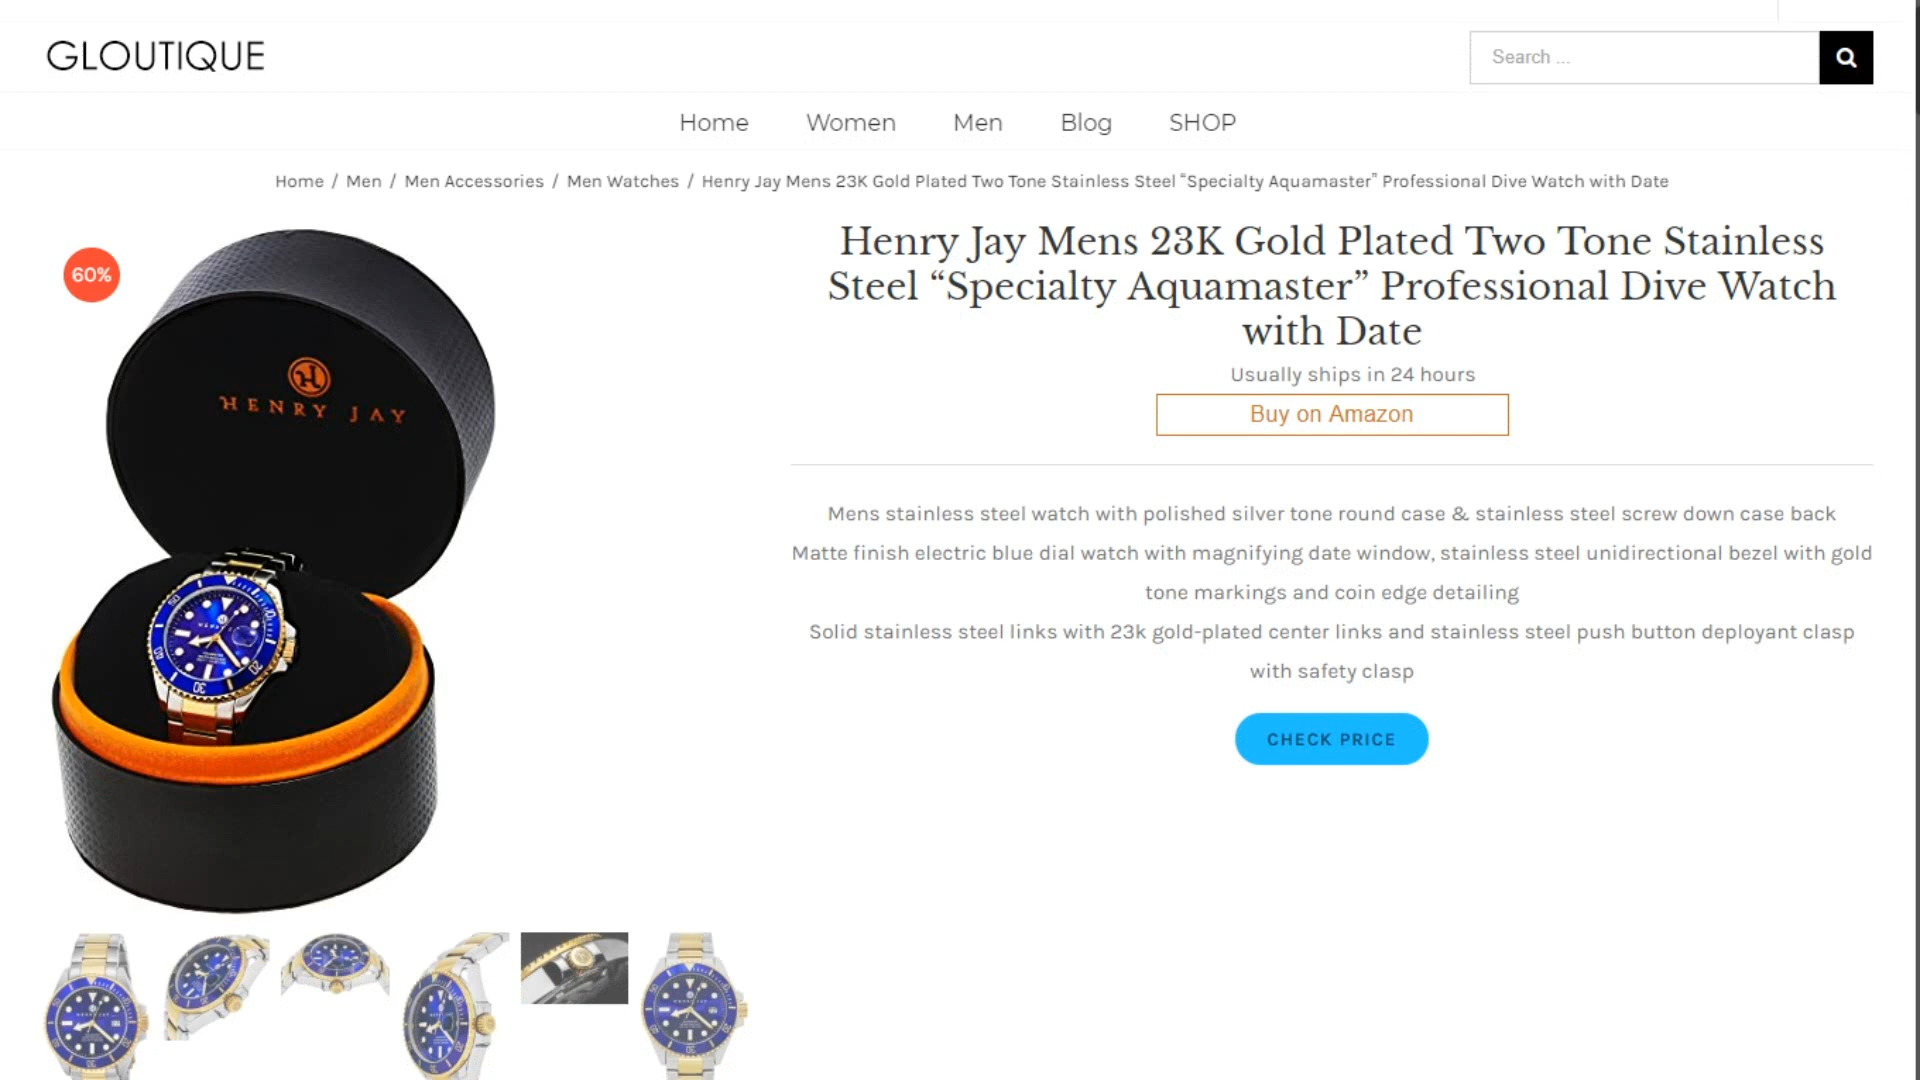 GLOUTIQUE
Search ...
Home Women Men Blog SHOP
Home / Men / Men Accessories / Men Watches / Henry Jay Mens 23K Gold Plated Two Tone Stainless Steel “Specialty Aquamaster” Professional Dive Watch with Date
60%
HENRY JAY
Henry Jay Mens 23K Gold Plated Two Tone Stainless
Steel “Specialty Aquamaster” Professional Dive Watch
with Date
Usually ships in 24 hours
Buy on Amazon
Mens stainless steel watch with polished silver tone round case & stainless steel screw down case back
Matte finish electric blue dial watch with magnifying date window, stainless steel unidirectional bezel with gold
tone markings and coin edge detailing
Solid stainless steel links with 23k gold-plated center links and stainless steel push button deployant clasp
with safety clasp
CHECK PRICE